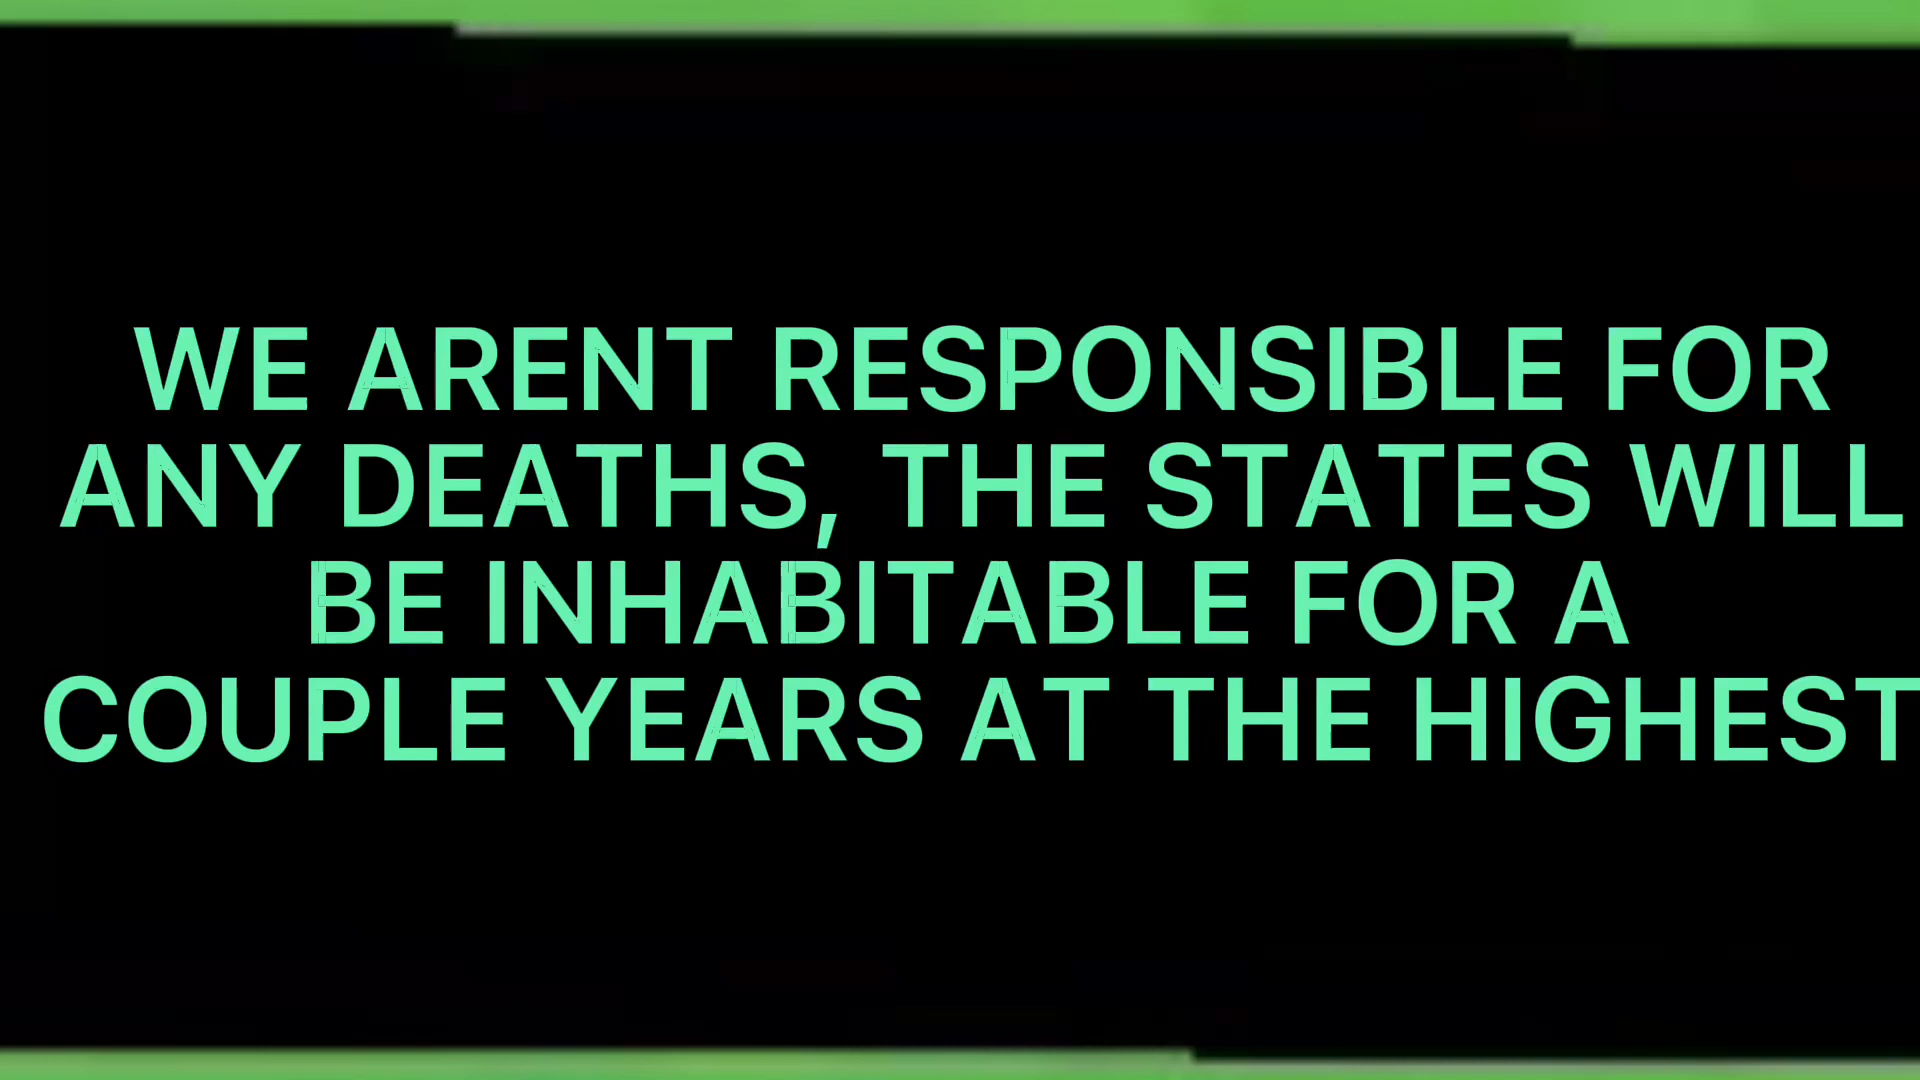 WE ARENT RESPONSIBLE FOR
ANY DEATHS, THE STATES WILL
BE INHABITABLE FOR A
COUPLE YEARS AT THE HIGHEST